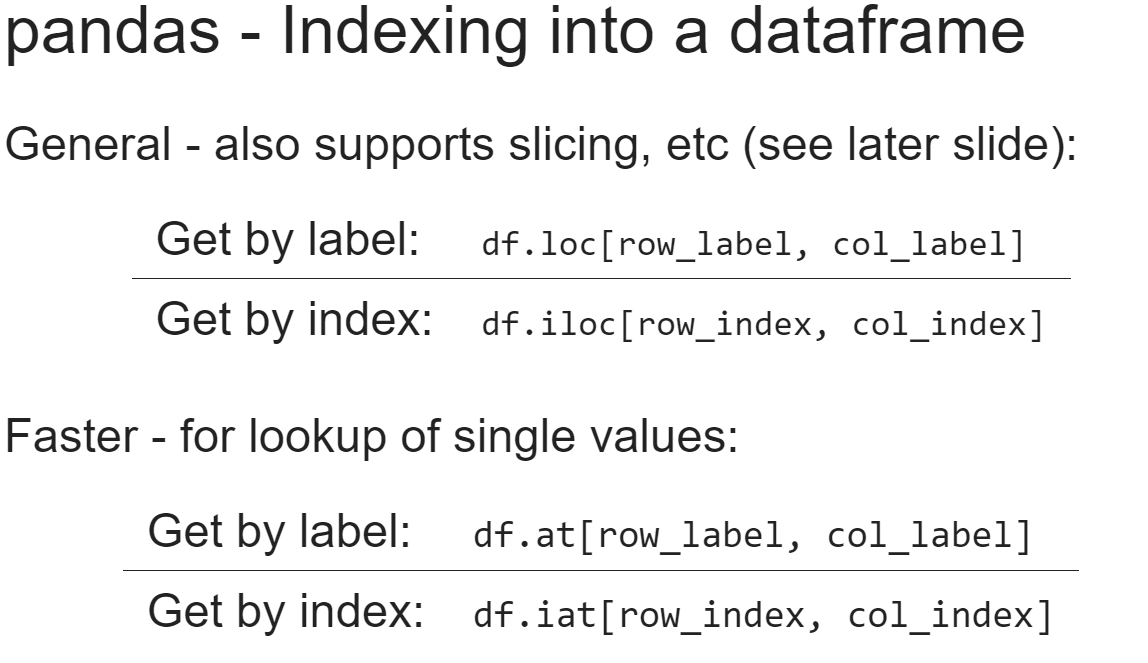 pandas - Indexing into a dataframe
General - also supports slicing, etc (see later slide):
Get by label: df.loc[row_label, col_label]
Get by index: df.iloc[row_index, col_index]
Faster - for lookup of single values:
Get by label: df.at[row_label, col_label]
Get by index: df.iat[row_index, col_index]